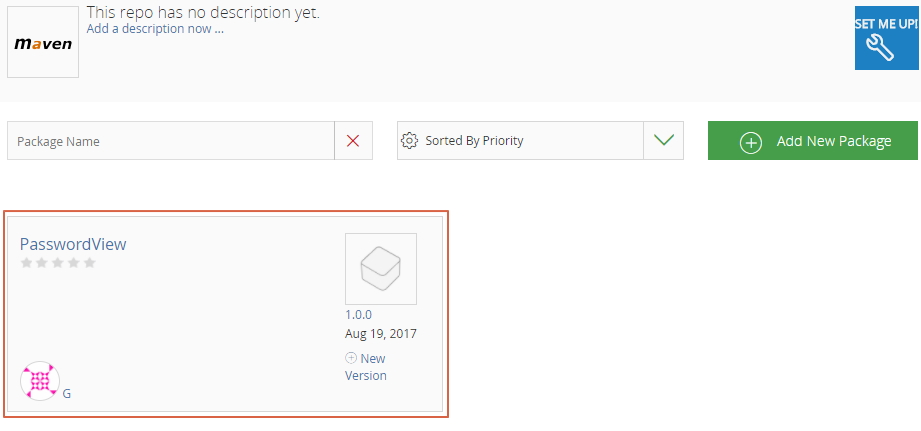 This repo has no description yet.
Add a description now ...
maven
SET ME UP!
Package Name
Sorted By Priority
Add New Package
PasswordView
1.0.0
Aug 19, 2017
New
Version
G